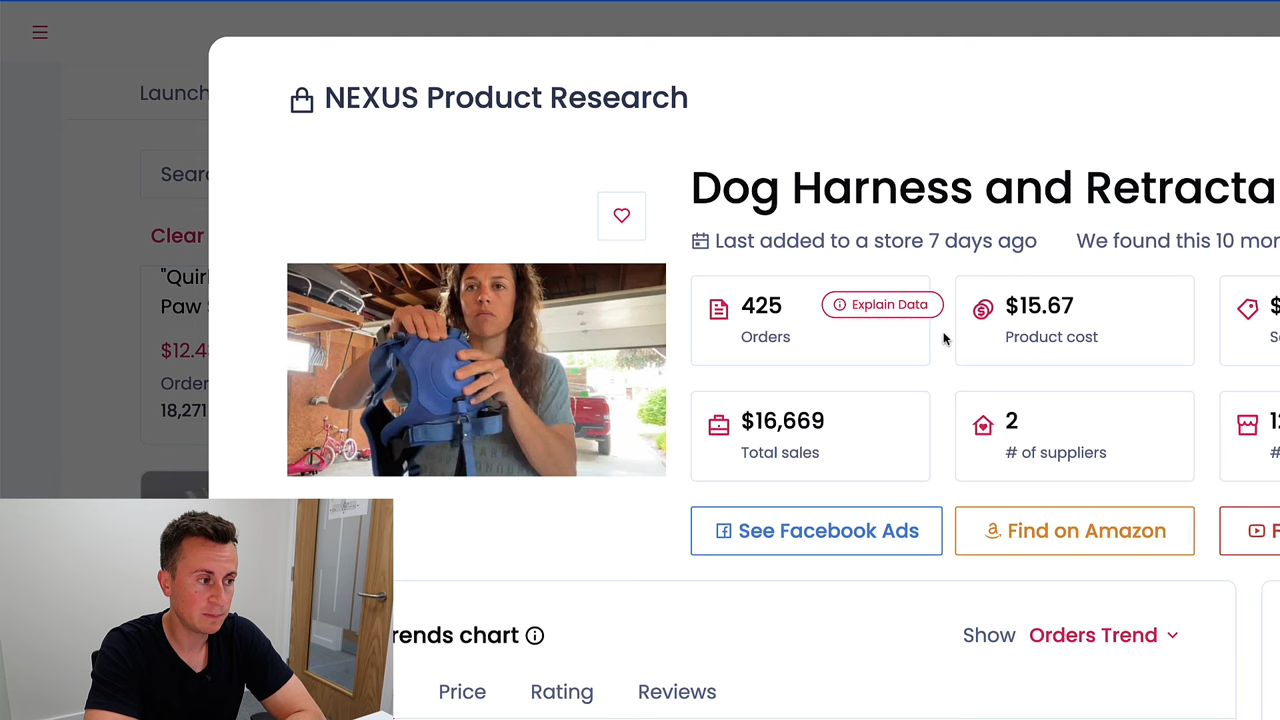 Launch
NEXUS Product Research
Sear
Clear
"Quir
Paw
$12.4
Order
18,271
Dog Harness and Retracta
Last added to a store 7 days ago
We found this 10 mon
425
Orders
Explain Data
$15.67
Product cost
$
S
$16,669
Total sales
2
# of suppliers
#
See Facebook Ads
Find on Amazon
F
rends chart
Show Orders Trend
Price
Rating
Reviews